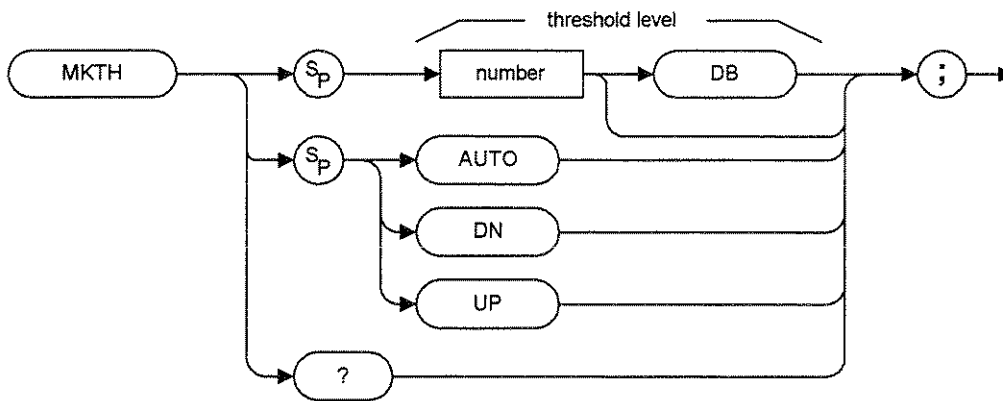 threshold level
MKTH SP number DB ;
SP AUTO
DN
UP
?